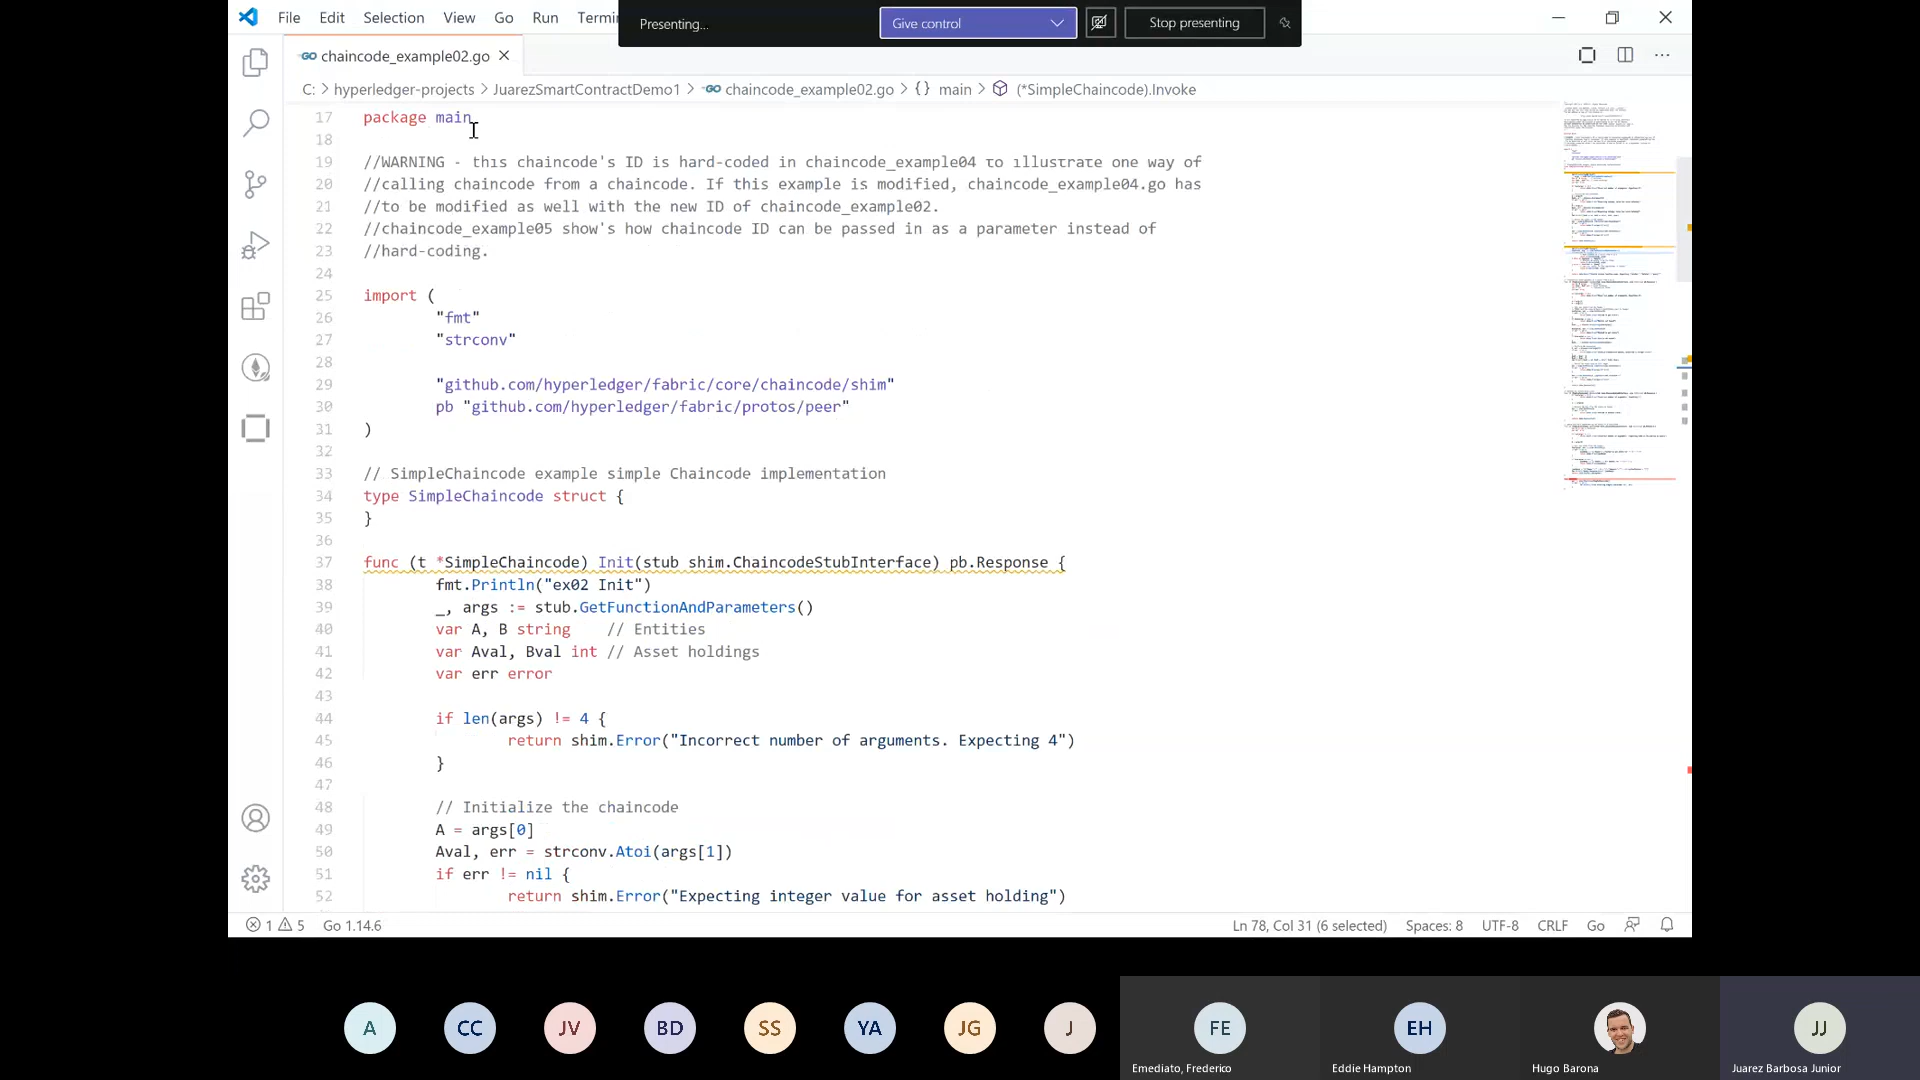 File Edit Selection View Go Run Termi
Presenting...
Give control
Stop presenting
GO chaincode_example02.go
C: > hyperledger-projects > JuarezSmartContractDemo1 > GO chaincode_example02.go > {} main > (*SimpleChaincode).Invoke
17 package main
18
19 //WARNING - this chaincode's ID is hard-coded in chaincode_example04 to illustrate one way of
20 //calling chaincode from a chaincode. If this example is modified, chaincode_example04.go has
21 //to be modified as well with the new ID of chaincode_example02.
22 //chaincode_example05 show's how chaincode ID can be passed in as a parameter instead of
23 //hard-coding.
24
25 import (
26 "fmt"
27 "strconv"
28
29 "github.com/hyperledger/fabric/core/chaincode/shim"
30 pb "github.com/hyperledger/fabric/protos/peer"
31 )
32
33 // SimpleChaincode example simple Chaincode implementation
34 type SimpleChaincode struct {
35 }
36
37 func (t *SimpleChaincode) Init(stub shim.ChaincodeStubInterface) pb.Response {
38 fmt.Println("ex02 Init")
39 _, args := stub.GetFunctionAndParameters()
40 var A, B string // Entities
41 var Aval, Bval int // Asset holdings
42 var err error
43
44 if len(args) != 4 {
45 return shim.Error("Incorrect number of arguments. Expecting 4")
46 }
47
48 // Initialize the chaincode
49 A = args[0]
50 Aval, err = strconv.Atoi(args[1])
51 if err != nil {
52 return shim.Error("Expecting integer value for asset holding")
1 5 Go 1.14.6 Ln 78, Col 31 (6 selected) Spaces: 8 UTF-8 CRLF Go
A CC JV BD SS YA JG J FE EH JJ
Emediato, Frederico Eddie Hampton Hugo Barona Juarez Barbosa Junior